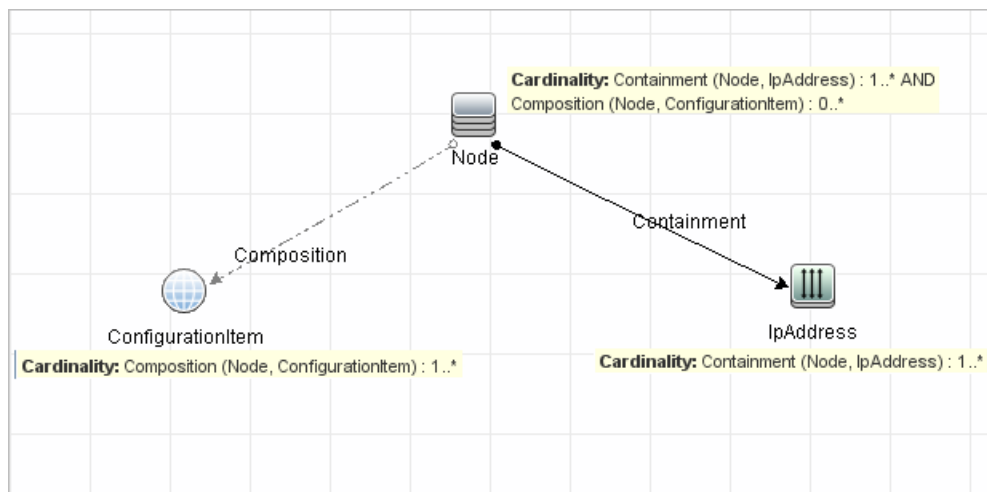 Cardinality: Containment (Node, IpAddress) : 1..* AND
Composition (Node, ConfigurationItem) : 0..*
Node
Containment
Composition
ConfigurationItem
IpAddress
Cardinality: Composition (Node, ConfigurationItem) : 1..*
Cardinality: Containment (Node, IpAddress) : 1..*